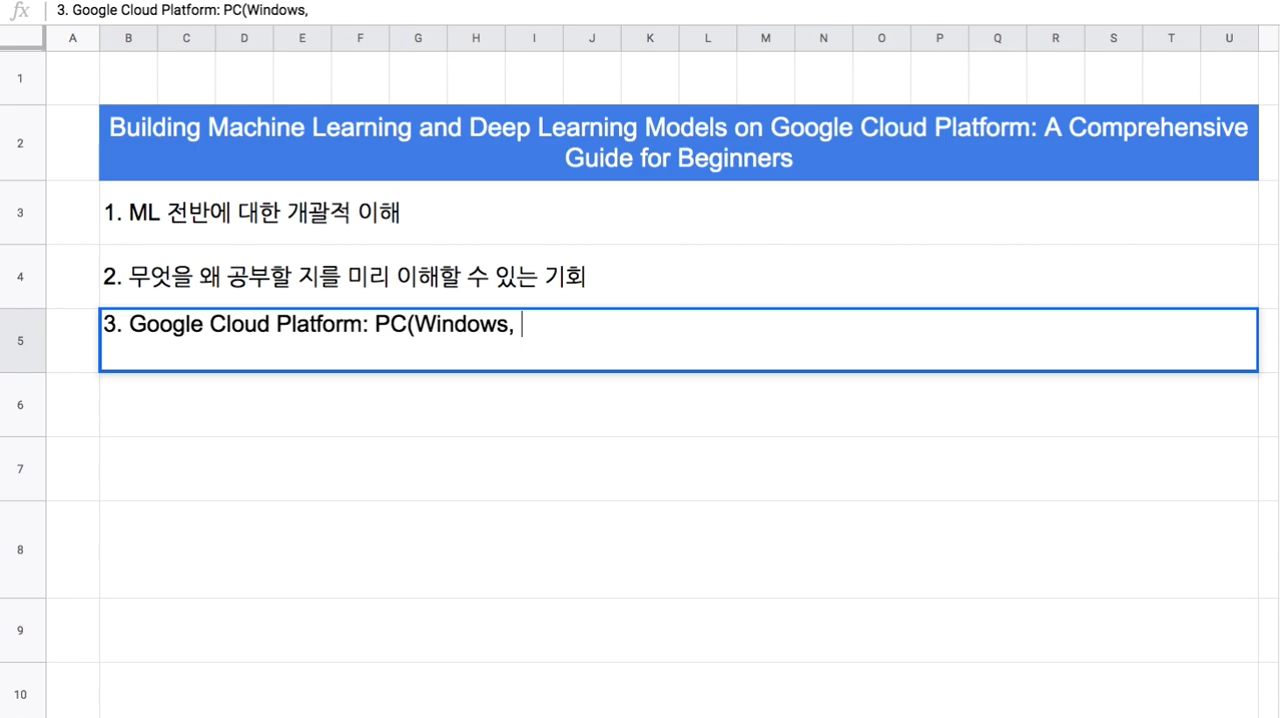 fx 3. Google Cloud Platform: PC(Windows,
A B C D E F G H I J K L M N O P Q R S T U
1
2 Building Machine Learning and Deep Learning Models on Google Cloud Platform: A Comprehensive
Guide for Beginners
3 1. ML 전반에 대한 개괄적 이해
4 2. 무엇을 왜 공부할 지를 미리 이해할 수 있는 기회
5 3. Google Cloud Platform: PC(Windows,
6
7
8
9
10